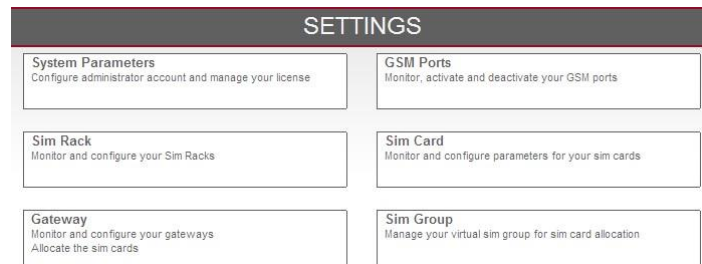 SETTINGS
System Parameters
Configure administrator account and manage your license
GSM Ports
Monitor, activate and deactivate your GSM ports
Sim Rack
Monitor and configure your Sim Racks
Sim Card
Monitor and configure parameters for your sim cards
Gateway
Monitor and configure your gateways
Allocate the sim cards
Sim Group
Manage your virtual sim group for sim card allocation